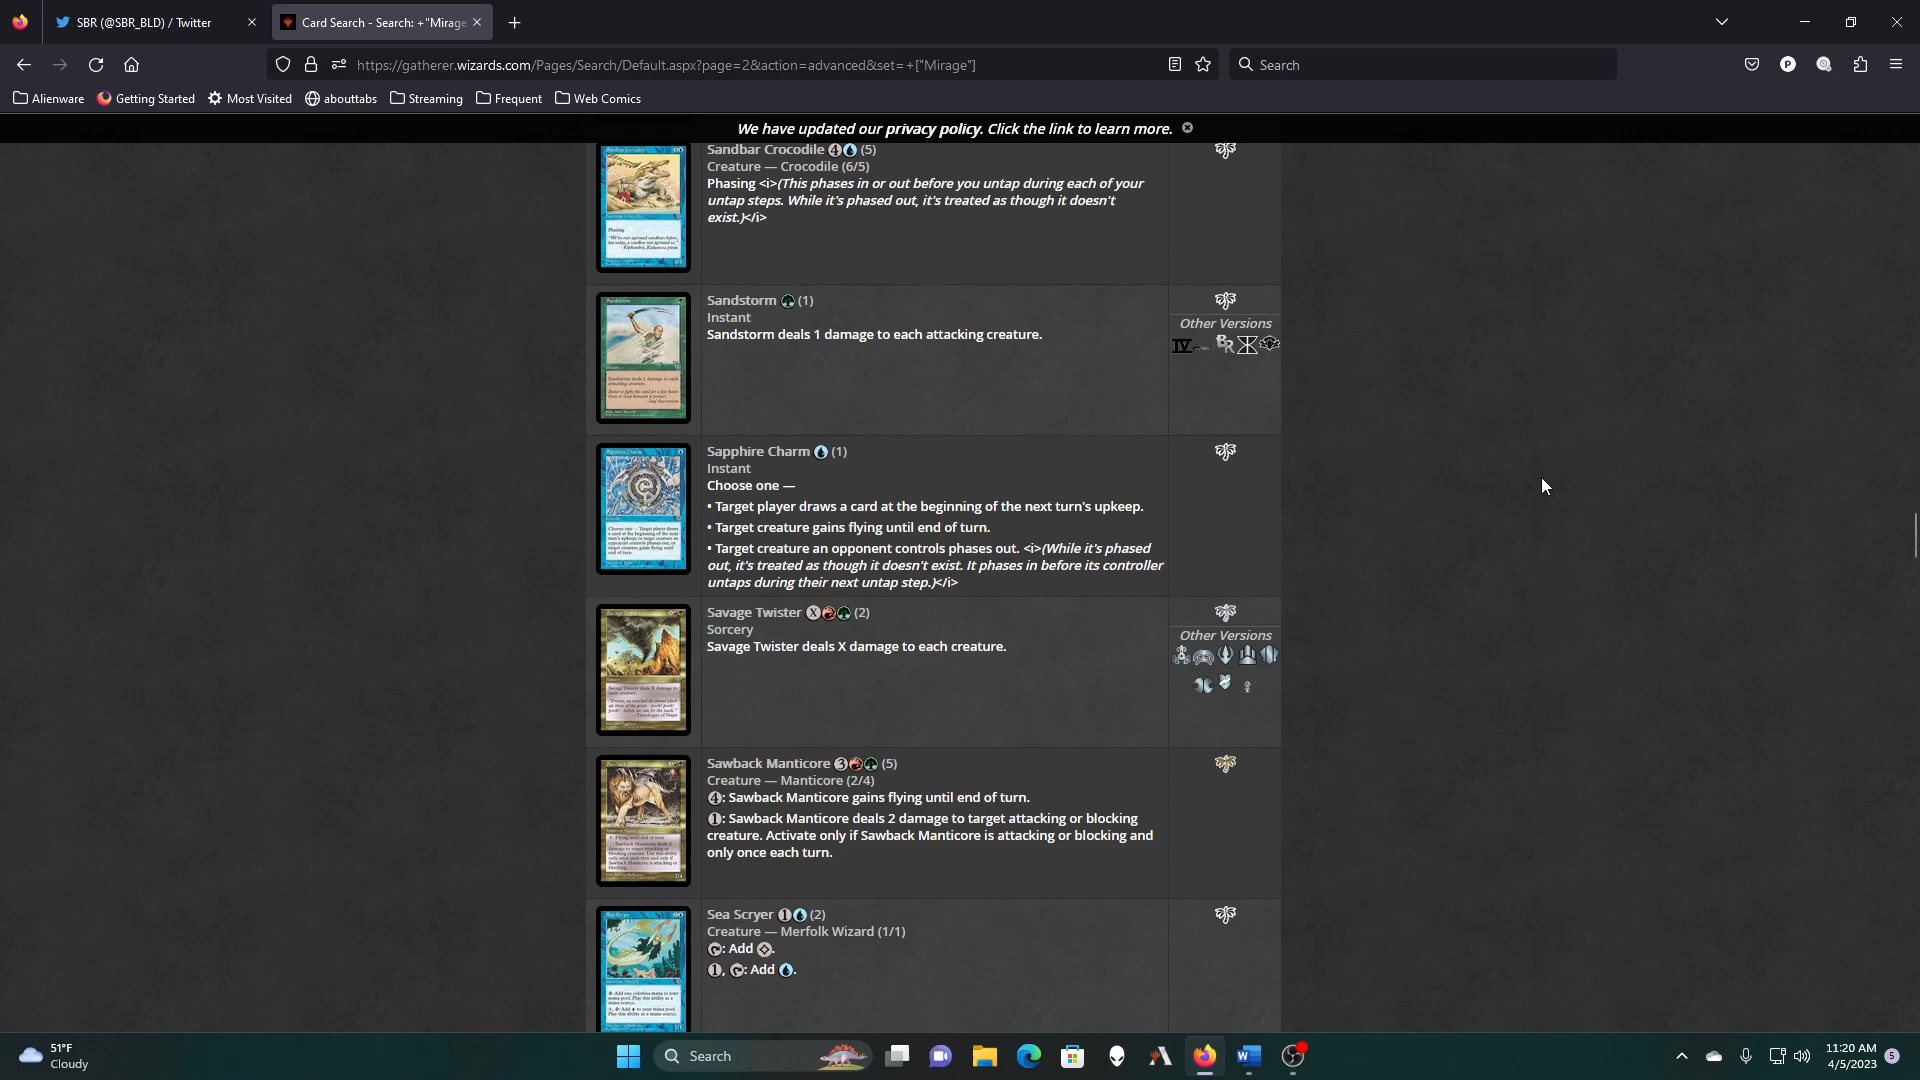 SBR (@SBR_BLD) / Twitter
Card Search - Search: +"Mirage
https://gatherer.wizards.com/Pages/Search/Default.aspx?page=2&action=advanced&set=+["Mirage"]
Search
Alienware
Getting Started
Most Visited
abouttabs
Streaming
Frequent
Web Comics
We have updated our privacy policy. Click the link to learn more.
Sandbar Crocodile 4 (5)
Creature — Crocodile (6/5)
Phasing <i>(This phases in or out before you untap during each of your
untap steps. While it's phased out, it's treated as though it doesn't
exist.)</i>
Sandstorm (1)
Instant
Sandstorm deals 1 damage to each attacking creature.
Other Versions
IV BR
Sapphire Charm (1)
Instant
Choose one —
• Target player draws a card at the beginning of the next turn's upkeep.
• Target creature gains flying until end of turn.
• Target creature an opponent controls phases out. <i>(While it's phased
out, it's treated as though it doesn't exist. It phases in before its controller
untaps during their next untap step.)</i>
Savage Twister X (2)
Sorcery
Savage Twister deals X damage to each creature.
Other Versions
Sawback Manticore 3 (5)
Creature — Manticore (2/4)
4: Sawback Manticore gains flying until end of turn.
1: Sawback Manticore deals 2 damage to target attacking or blocking
creature. Activate only if Sawback Manticore is attacking or blocking and
only once each turn.
Sea Scryer 1 (2)
Creature — Merfolk Wizard (1/1)
: Add .
1, : Add .
51°F
Cloudy
Search
11:20 AM
4/5/2023
5